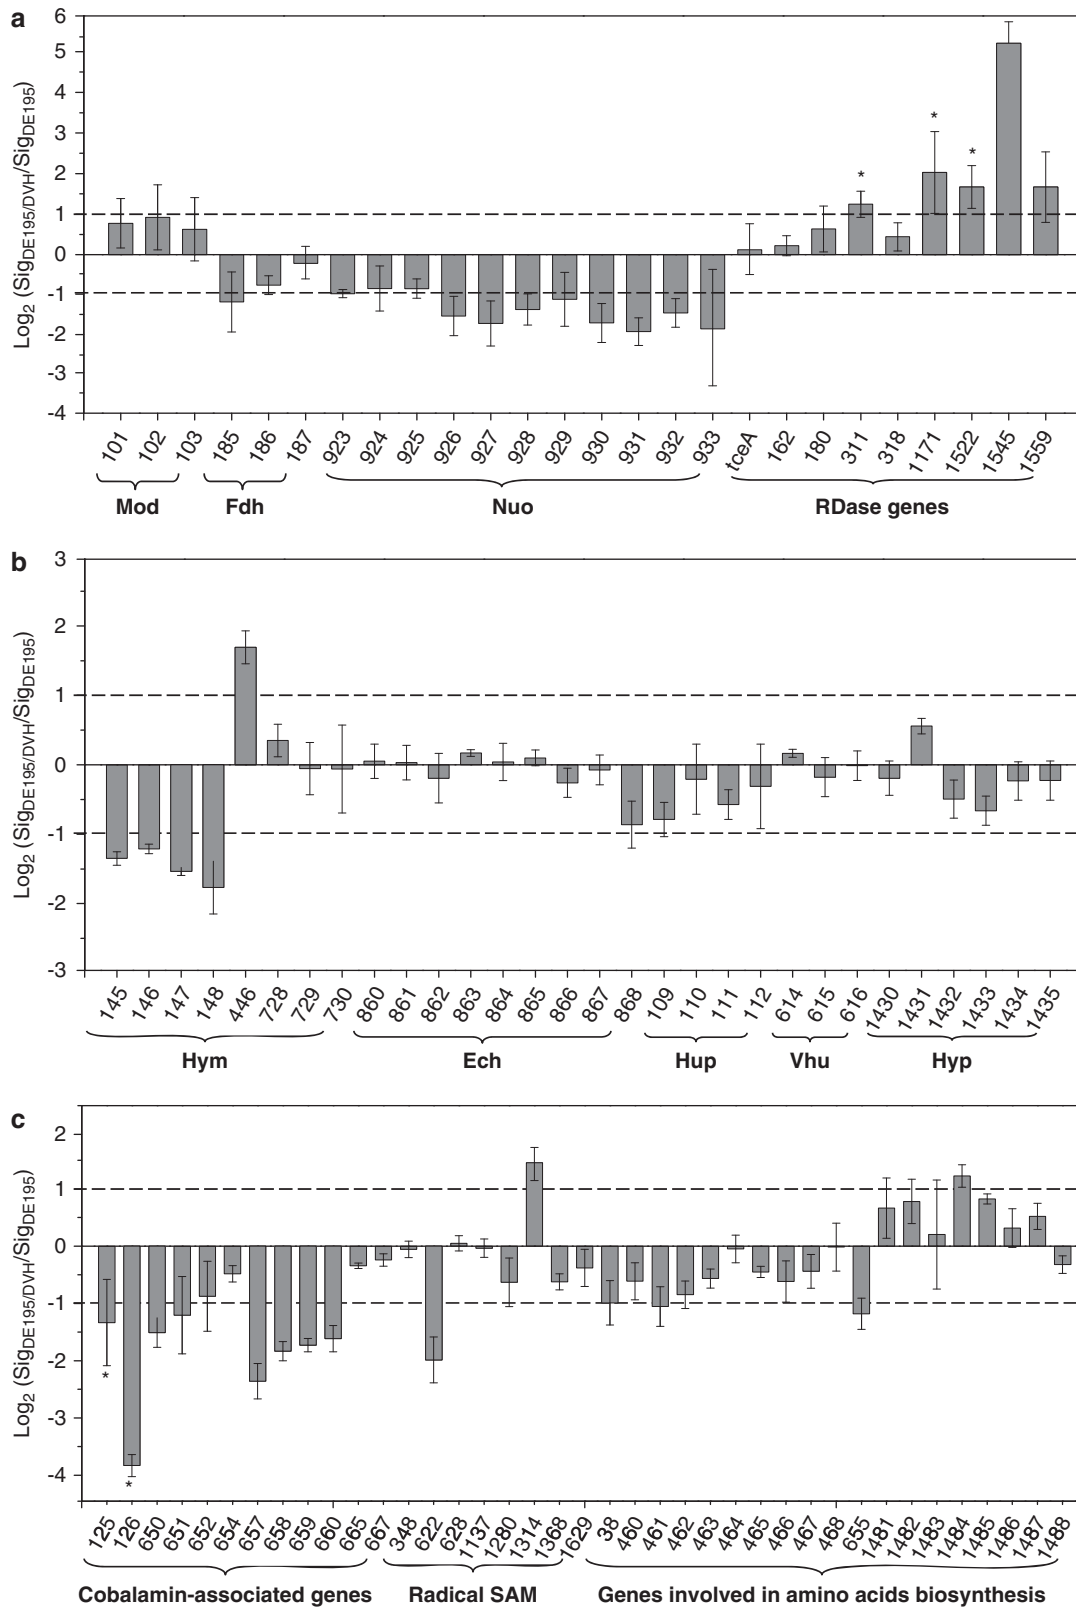 a
Log2 (SigDE195/DVH/SigDE195)
6
5
4
3
2
1
0
-1
-2
-3
-4
* * *
101 102 103 185 186 187 923 924 925 926 927 928 929 930 931 932 933 tceA 162 180 311 318 1171 1522 1545 1559
Mod Fdh Nuo RDase genes
b
Log2 (SigDE195/DVH/SigDE195)
3
2
1
0
-1
-2
-3
145 146 147 148 446 728 729 730 860 861 862 863 864 865 866 867 868 109 110 111 112 614 615 616 1430 1431 1432 1433 1434 1435
Hym Ech Hup Vhu Hyp
c
Log2 (SigDE195/DVH/SigDE195)
2
1
0
-1
-2
-3
-4
* *
125 126 650 651 652 654 657 658 659 660 665 667 348 622 628 1137 1280 1314 1368 1629 38 460 461 462 463 464 465 466 467 468 655 1481 1482 1483 1484 1485 1486 1487 1488
Cobalamin-associated genes Radical SAM Genes involved in amino acids biosynthesis